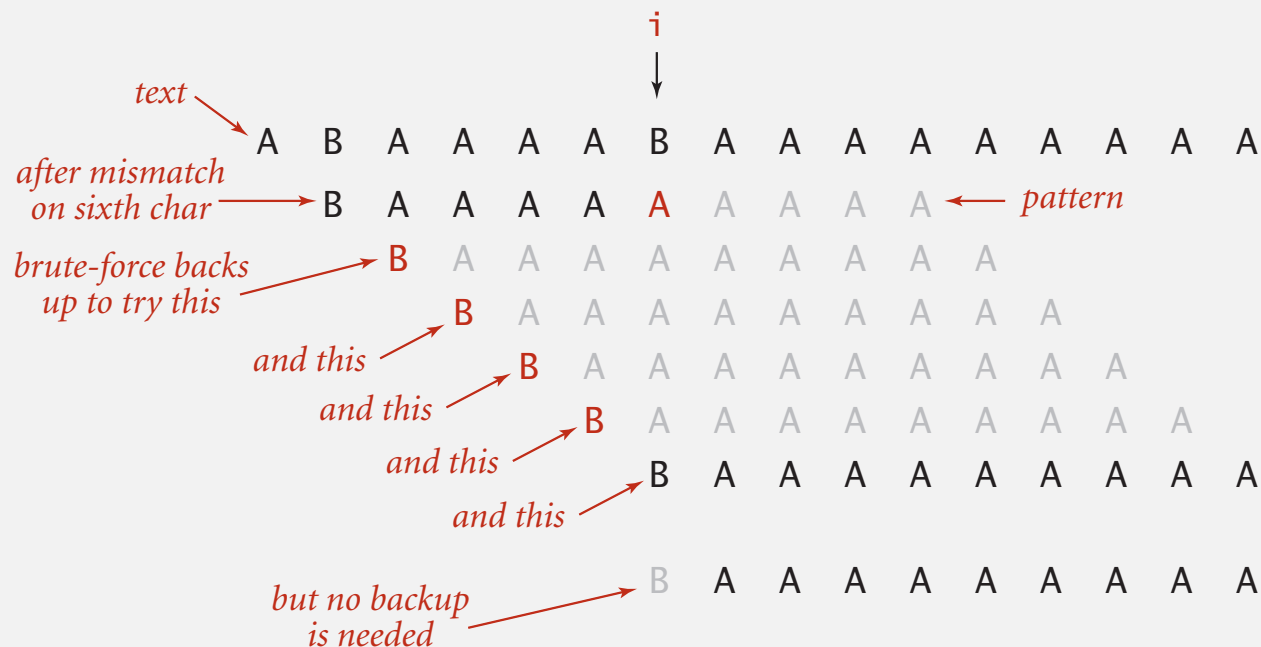 i
text
A B A A A A B A A A A A A A A A
after mismatch
on sixth char
B A A A A A A A A A
pattern
brute-force backs
up to try this
B A A A A A A A A A
and this
B A A A A A A A A A
and this
B A A A A A A A A A
and this
B A A A A A A A A A
and this
B A A A A A A A A A
but no backup
is needed
B A A A A A A A A A